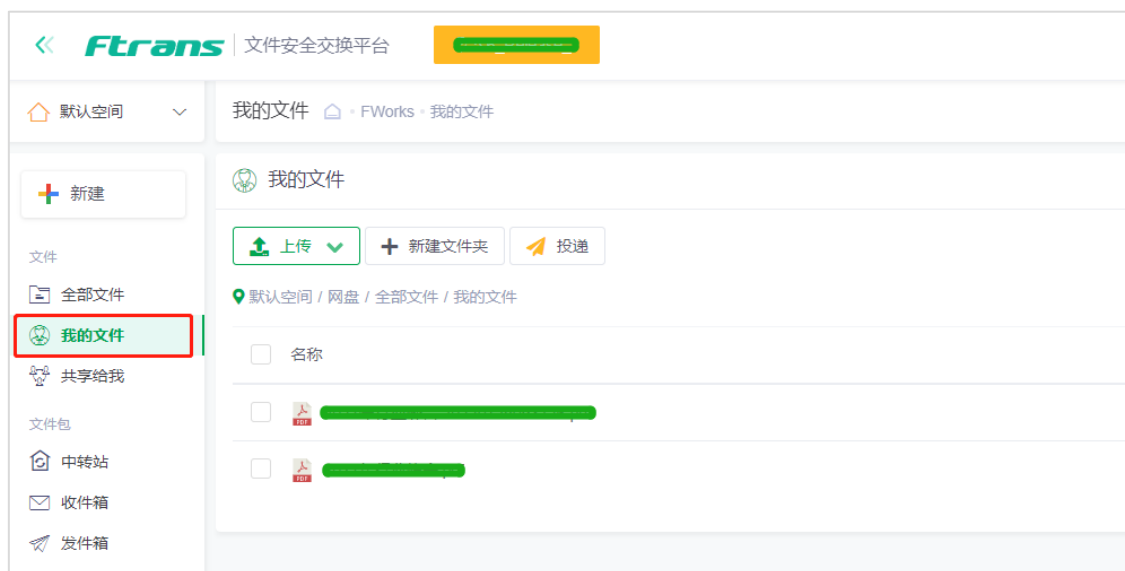 Ftrans 文件安全交换平台
默认空间
我的文件 FWorks 我的文件
新建
我的文件
上传 新建文件夹 投递
文件
默认空间 / 网盘 / 全部文件 / 我的文件
全部文件
我的文件
名称
共享给我
PDF
文件包
中转站
PDF
收件箱
发件箱